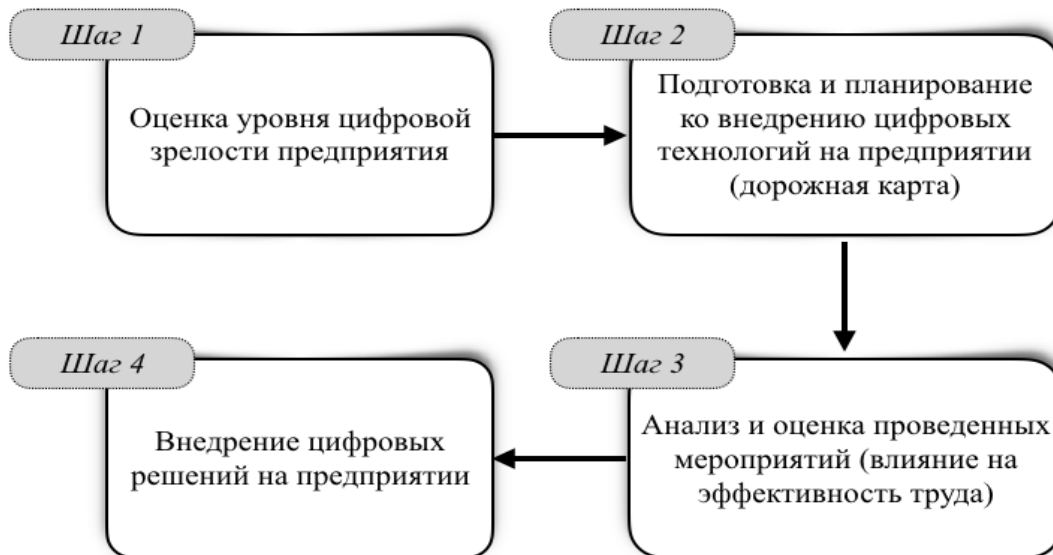 Шаг 1
Оценка уровня цифровой
зрелости предприятия
Шаг 2
Подготовка и планирование
ко внедрению цифровых
технологий на предприятии
(дорожная карта)
Шаг 3
Анализ и оценка проведенных
мероприятий (влияние на
эффективность труда)
Шаг 4
Внедрение цифровых
решений на предприятии